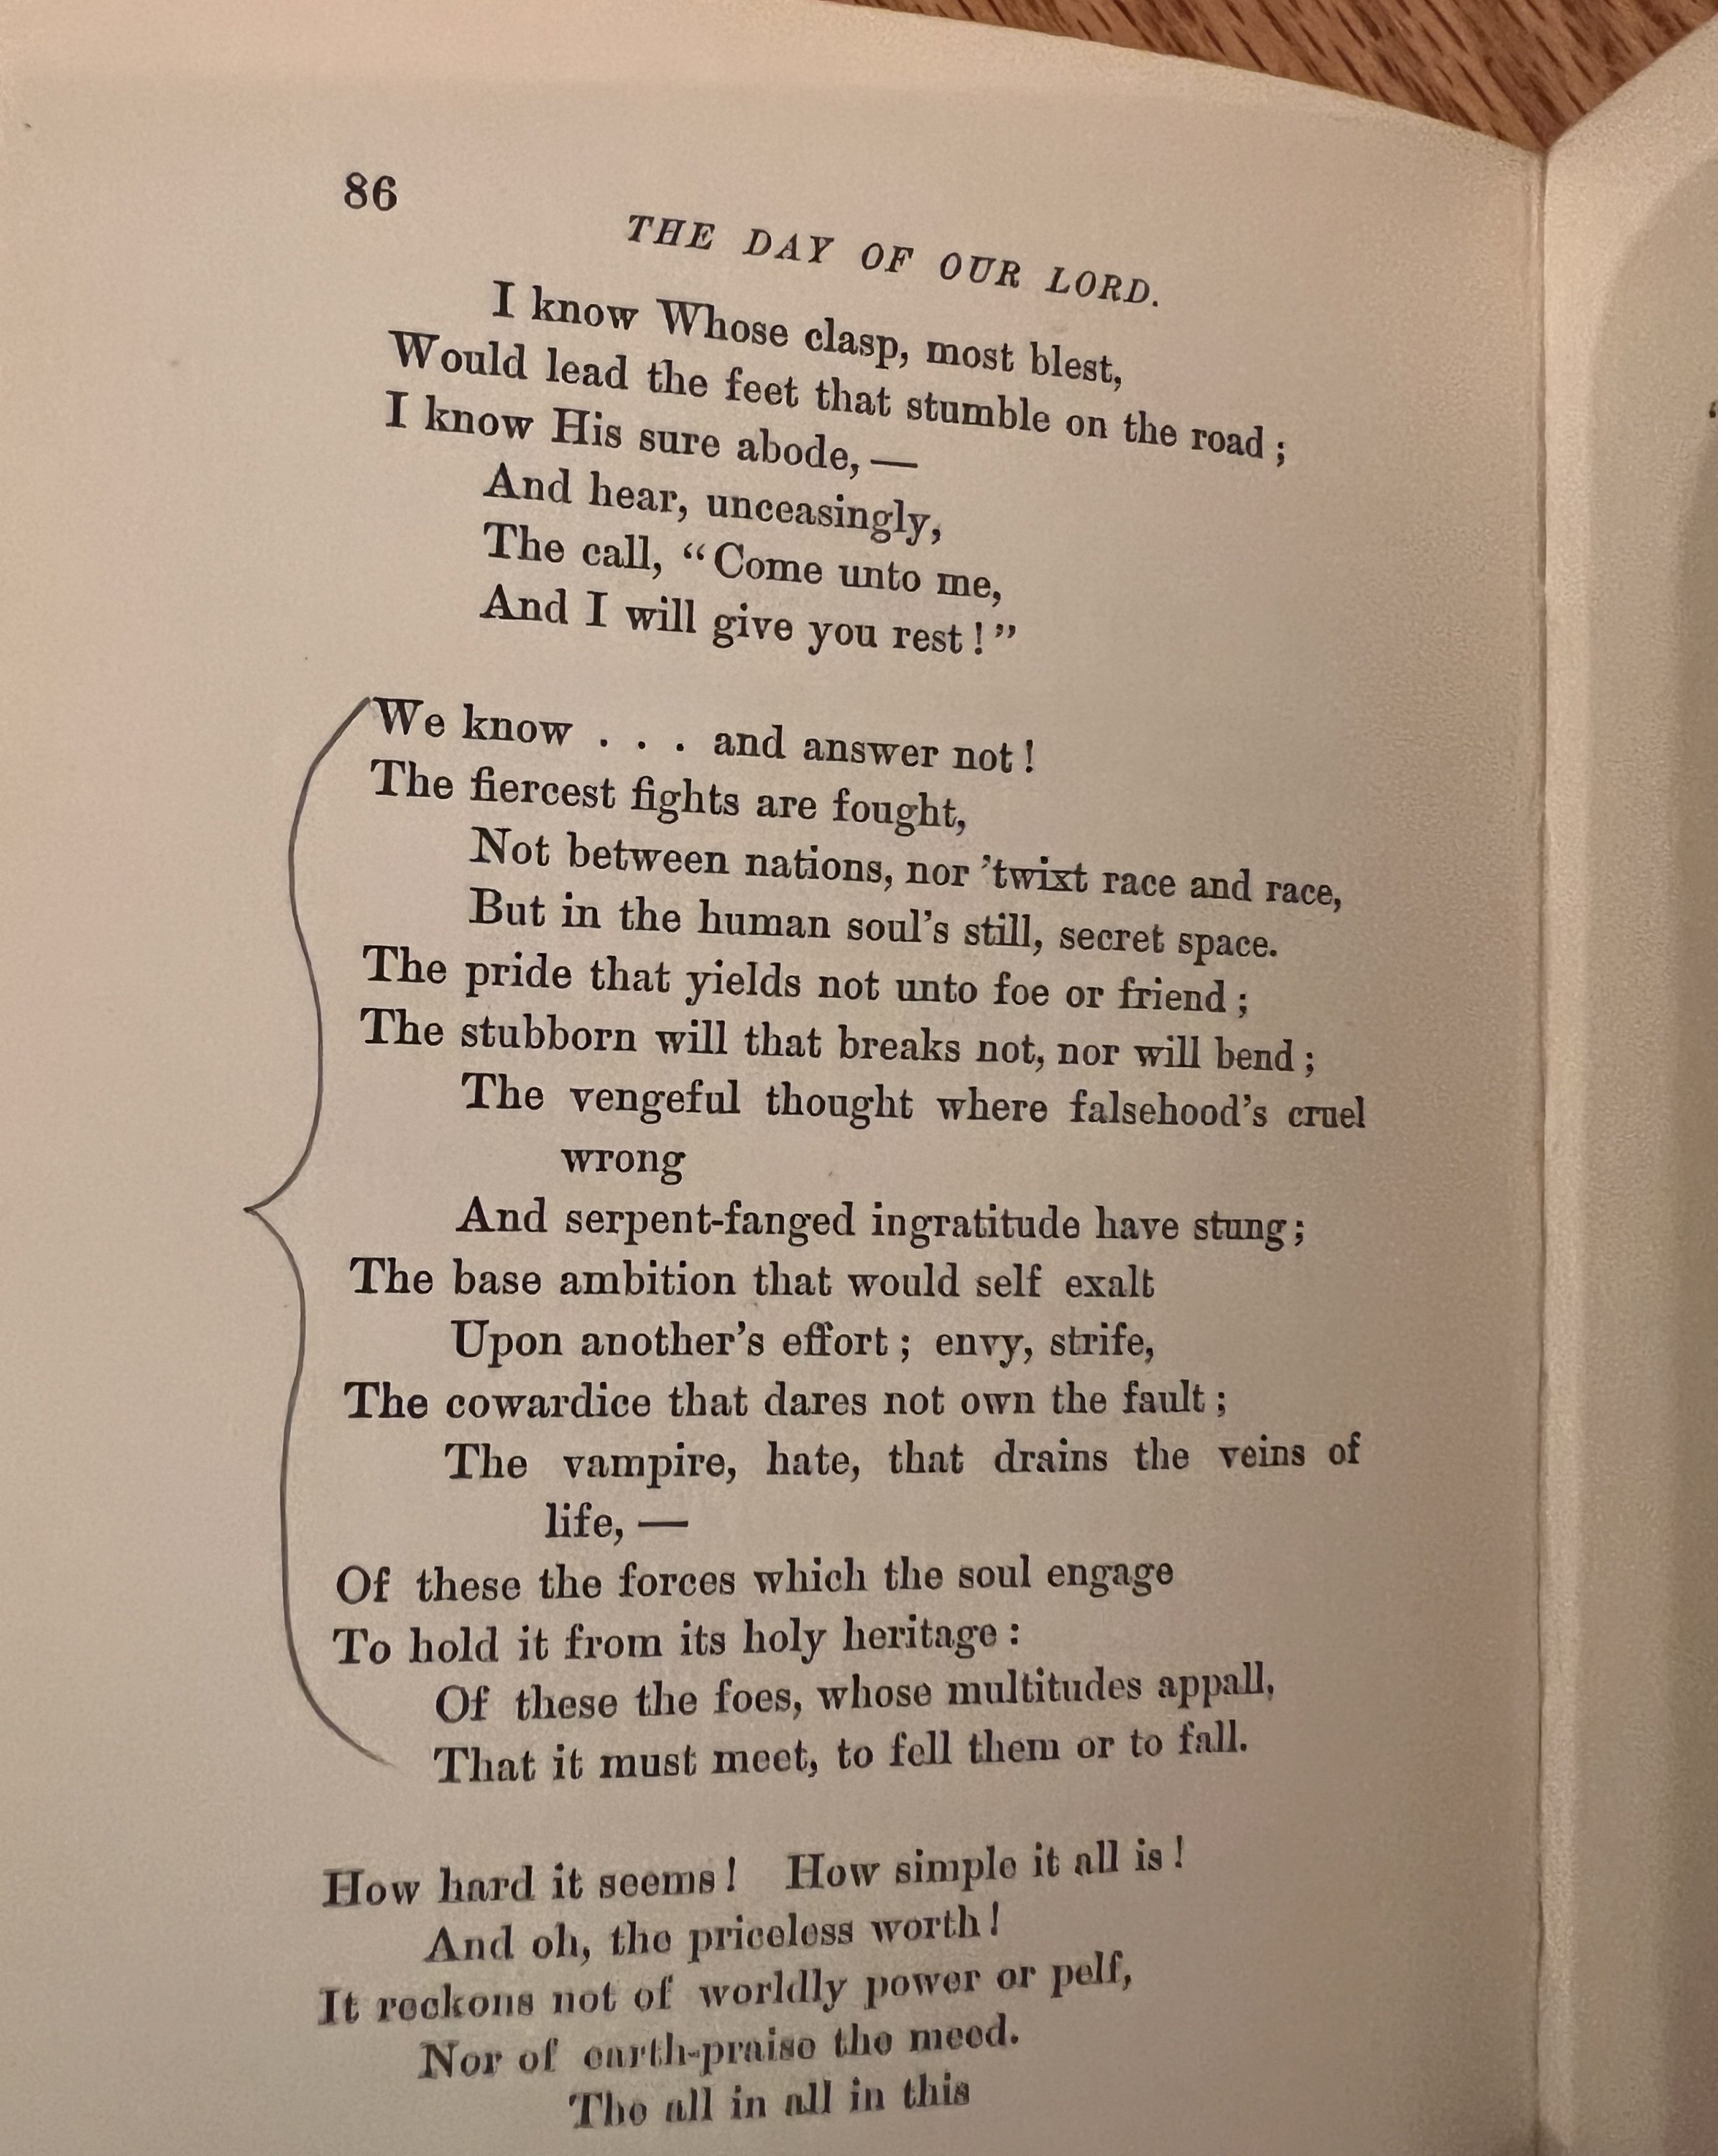 86
THE DAY OF OUR LORD.
I know Whose clasp, most blest,
Would lead the feet that stumble on the road ;
I know His sure abode, —
And hear, unceasingly,
The call, “Come unto me,
And I will give you rest ! ”
We know . . . and answer not !
The fiercest fights are fought,
Not between nations, nor ’twixt race and race,
But in the human soul’s still, secret space.
The pride that yields not unto foe or friend ;
The stubborn will that breaks not, nor will bend ;
The vengeful thought where falsehood’s cruel
wrong
And serpent-fanged ingratitude have stung ;
The base ambition that would self exalt
Upon another’s effort ; envy, strife,
The cowardice that dares not own the fault ;
The vampire, hate, that drains the veins of
life, —
Of these the forces which the soul engage
To hold it from its holy heritage :
Of these the foes, whose multitudes appall,
That it must meet, to fell them or to fall.
How hard it seems ! How simple it all is !
And oh, the priceless worth !
It reckons not of worldly power or pelf,
Nor of earth-praise the meed.
The all in all in this